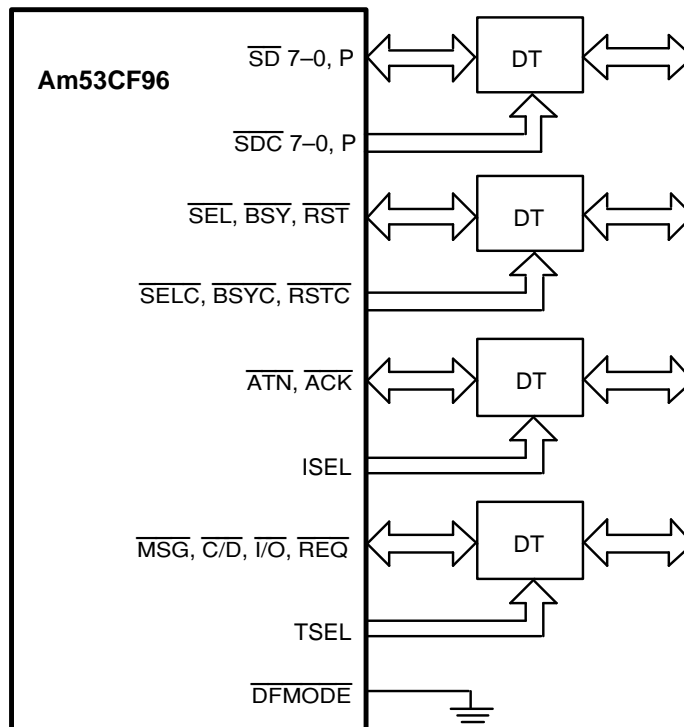 Am53CF96
SD 7–0, P
DT
SDC 7–0, P
SEL, BSY, RST
DT
SELC, BSYC, RSTC
ATN, ACK
DT
ISEL
MSG, C/D, I/O, REQ
DT
TSEL
DFMODE